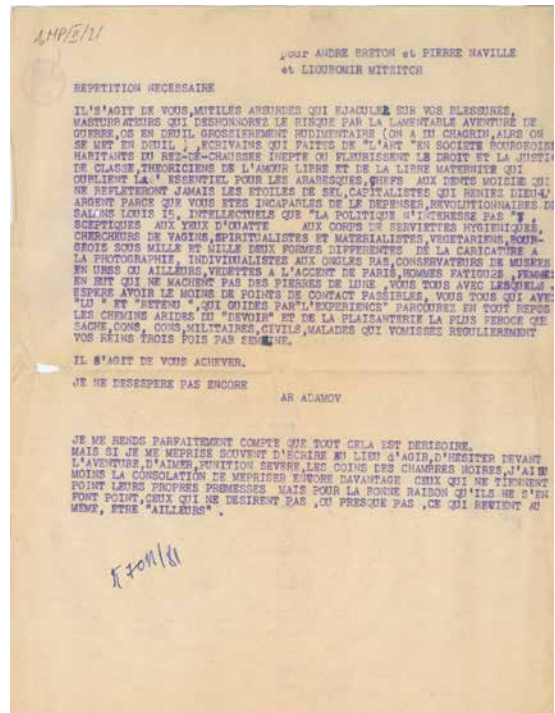 pour ANDRE BRETON et PIERRE NAVILLE
et LIOUBOMIR MITZITCH
REPETITION NECESSAIRE
IL'S'AGIT DE VOUS,MUTILES ABSURDES QUI EJACULEZ SUR VOS BLESSURES,
MASTURBATEURS QUI DESHONNOREZ LE RISQUE PAR LA LAMENTABLE AVENTURE DE
GUERRE,OS EN DEUIL GROSSIEREMENT RUDIMENTAIRE (ON A DU CHAGRIN,ALRS ON
SE MET EN DEUIL ) ,ECRIVAINS QUI FAITES DE "L'ART "EN SOCIETE BOURGEOISE
HABITANTS DU REZ-DE-CHAUSSEE INEPTE OU FLEURISSENT LE DROIT ET LA JUSTI
DE CLASSE,THEORICIENS DE L'AMOUR LIBRE ET DE LA LIBRE MATERNITE QUI
OUBLIENT LA' ESSENTIEL POUR LES ARABESQUES,CHEFS AUX DENTS MOISIES QUI
NE REFLETERONT JAMAIS LES ETOILES DE SEL,CAPITALISTES QUI RENIEZ DIEU-L'
ARGENT PARCE QUE VOUS ETES INCAPABLES DE LE DEPENSER,REVOLUTIONNAIRES DE
SALONS LOUIS I5, INTELLECTUELS QUE "LA POLITIQUE N'INTERESSE PAS "
SCEPTIQUES AUX YEUX D'OUATTE AUX CORPS DE SERVIETTES HYGIENIQUES,
CHERCHEURS DE VAGINS,SPIRITUALISTES ET MATERIALISTES,VEGETARIENS,BOUR-
GEOIS SOUS MILLE ET MILLE DEUX FORMES DIFFERENTES DE LA CARICATURE A
LA PHOTOGRAPHIE, INDIVIDUALISTES AUX ONGLES RAS,CONSERVATEURS DE MUSEES
EN URSS OU AILLEURS,VEDETTES A L'ACCENT DE PARIS,HOMMES FATIGUES ,FEMMES
EN RUT QUI NE MACHENT PAS DES PIERRES DE LUNE ,VOUS TOUS AVEC LESQUELS J
ESPERE AVOIR LE MOINS DE POINTS DE CONTACT PASSIBLES, VOUS TOUS QUI AVEZ
"LU " ET "RETENU ",QUI GUIDES PAR"L'EXPERIENCE" PARCOUREZ EN TOUT REPOS
LES CHEMINS ARIDES DU "DEVOIR" ET DE LA PLAISANTERIE LA PLUS FEROCE QUE
SACHE,CONS, CONS,MILITAIRES,CIVILS,MALADES QUI VOMISSEZ REGULIEREMENT
VOS REINS TROIS FOIS PAR SEMAINE.
IL S'AGIT DE VOUS ACHEVER.
JE NE DESESPERE PAS ENCORE
AR ADAMOV
JE ME RENDS PARFAITEMENT COMPTE QUE TOUT CELA EST DERISOIRE.
MAIS SI JE ME MEPRISE SOUVENT D'ECRIRE AU LIEU d'AGIR,D'HESITER DEVANT
L'AVENTURE,D'AIMER,PUNITION SEVERE,LES COINS DES CHAMBRES NOIRES,J'AI AU
MOINS LA CONSOLATION DE MEPRISER ENCORE DAVANTAGE CEUX QUI NE TIENNENT
POINT LEURS PROPRES PROMESSES MAIS POUR LA BONNE RAISON QU'ILS NE S'EN
FONT POINT,CEUX QUI NE DESIRENT PAS ,OU PRESQUE PAS ,CE QUI REVIENT AU
MEME, ETRE "AILLEURS" .